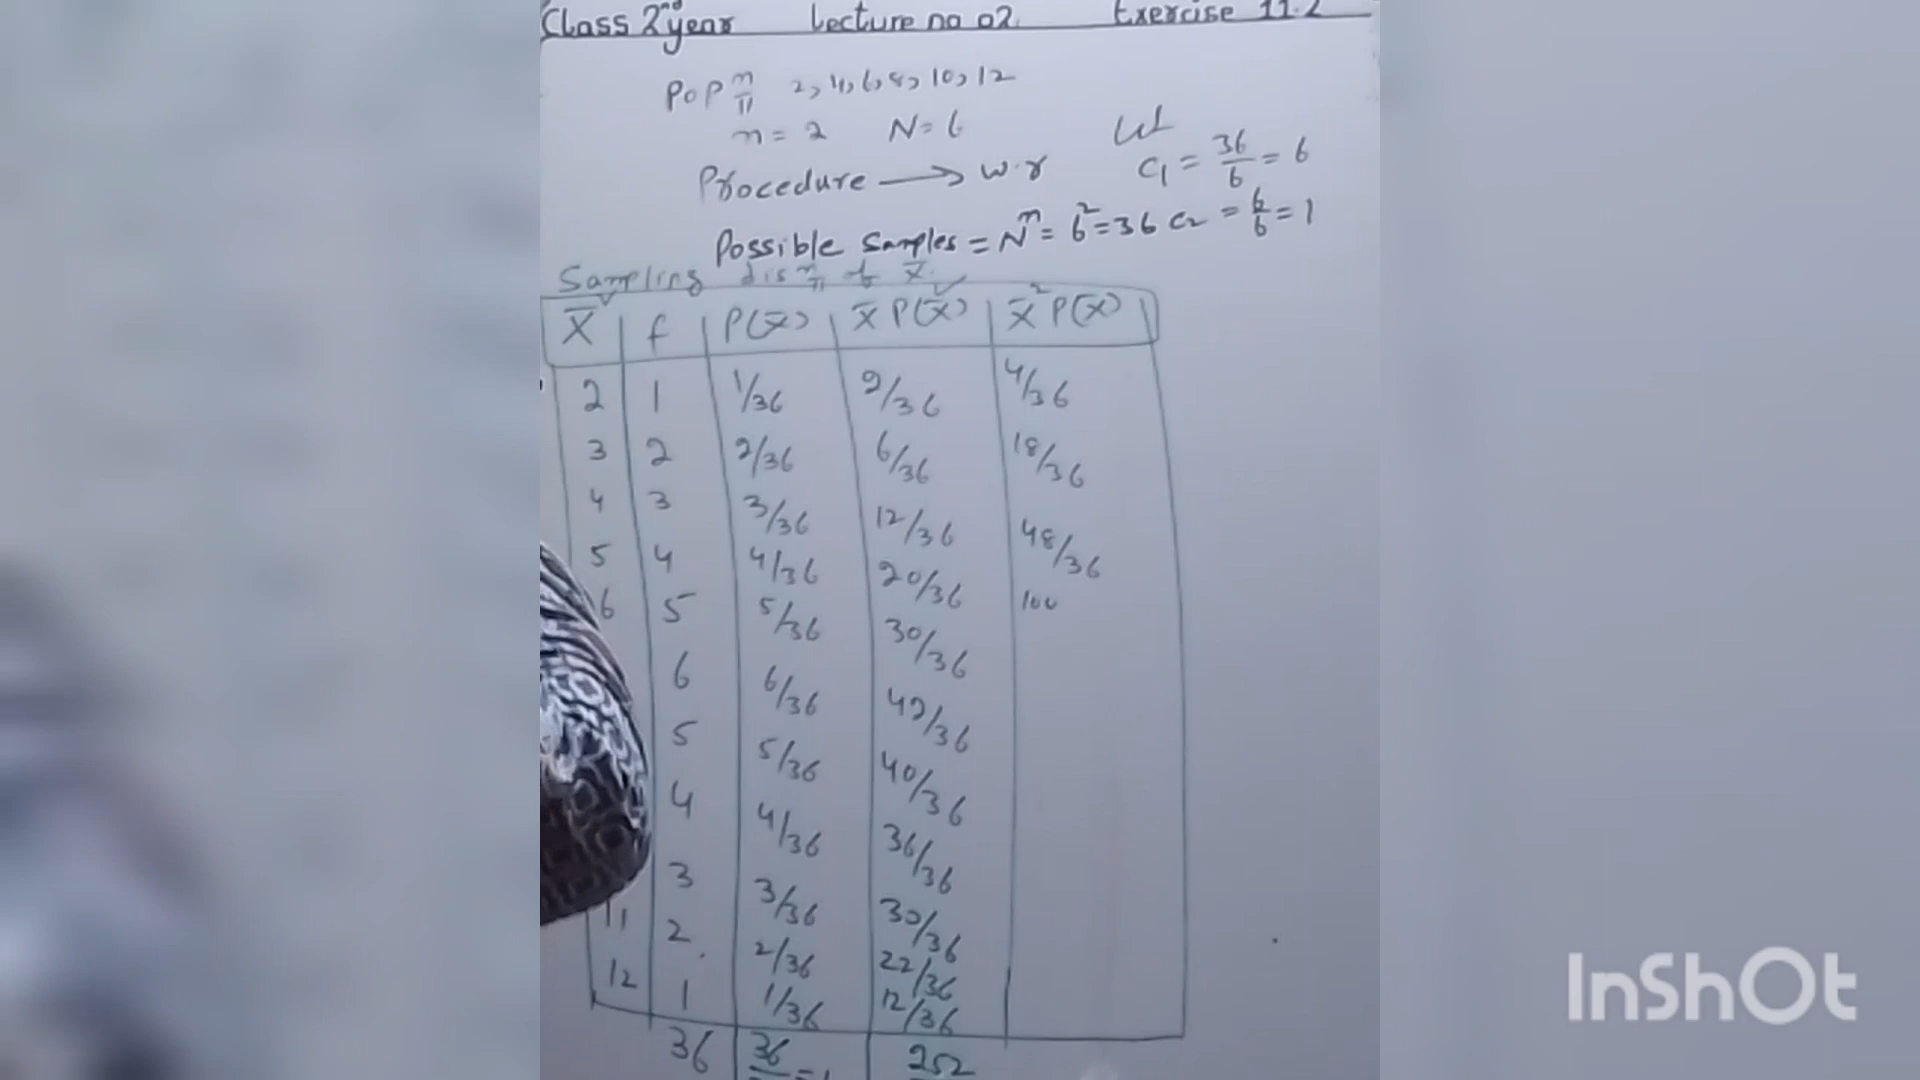 Class 2nd year Lecture no 02. Exercise 11.2
Pop n 2, 4, 6, 8, 10, 12
n = 2 N = 6
Procedure → w.r
C1 = 36/6 = 6
Possible Samples = N^n = 6^2 = 36 C2 = 6/6 = 1
Sampling disn of X̄.
X̄ f P(X̄) X̄ P(X̄) X̄² P(X̄)
2 1 1/36 2/36 4/36
3 2 2/36 6/36 18/36
4 3 3/36 12/36 48/36
5 4 4/36 20/36 100
6 5 5/36 30/36
6 6/36 42/36
5 5/36 40/36
4 4/36 36/36
3 3/36 30/36
11 2 2/36 22/36
12 1 1/36 12/36
36 36 252
InShOt